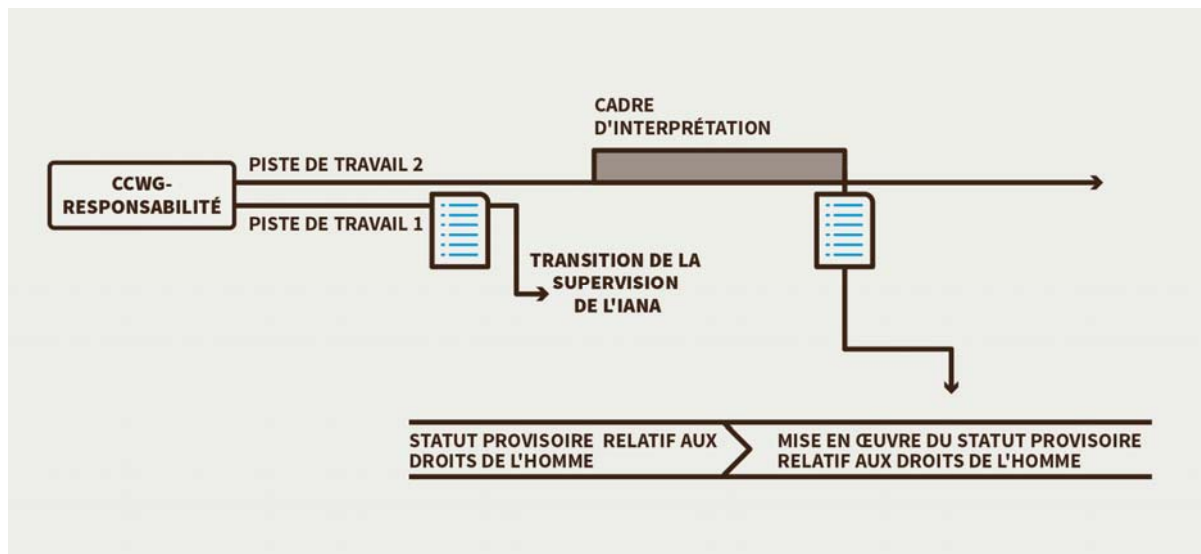 CADRE
D'INTERPRÉTATION
PISTE DE TRAVAIL 2
CCWG-
RESPONSABILITÉ
PISTE DE TRAVAIL 1
TRANSITION DE LA
SUPERVISION
DE L'IANA
STATUT PROVISOIRE RELATIF AUX
DROITS DE L'HOMME
MISE EN ŒUVRE DU STATUT PROVISOIRE
RELATIF AUX DROITS DE L'HOMME